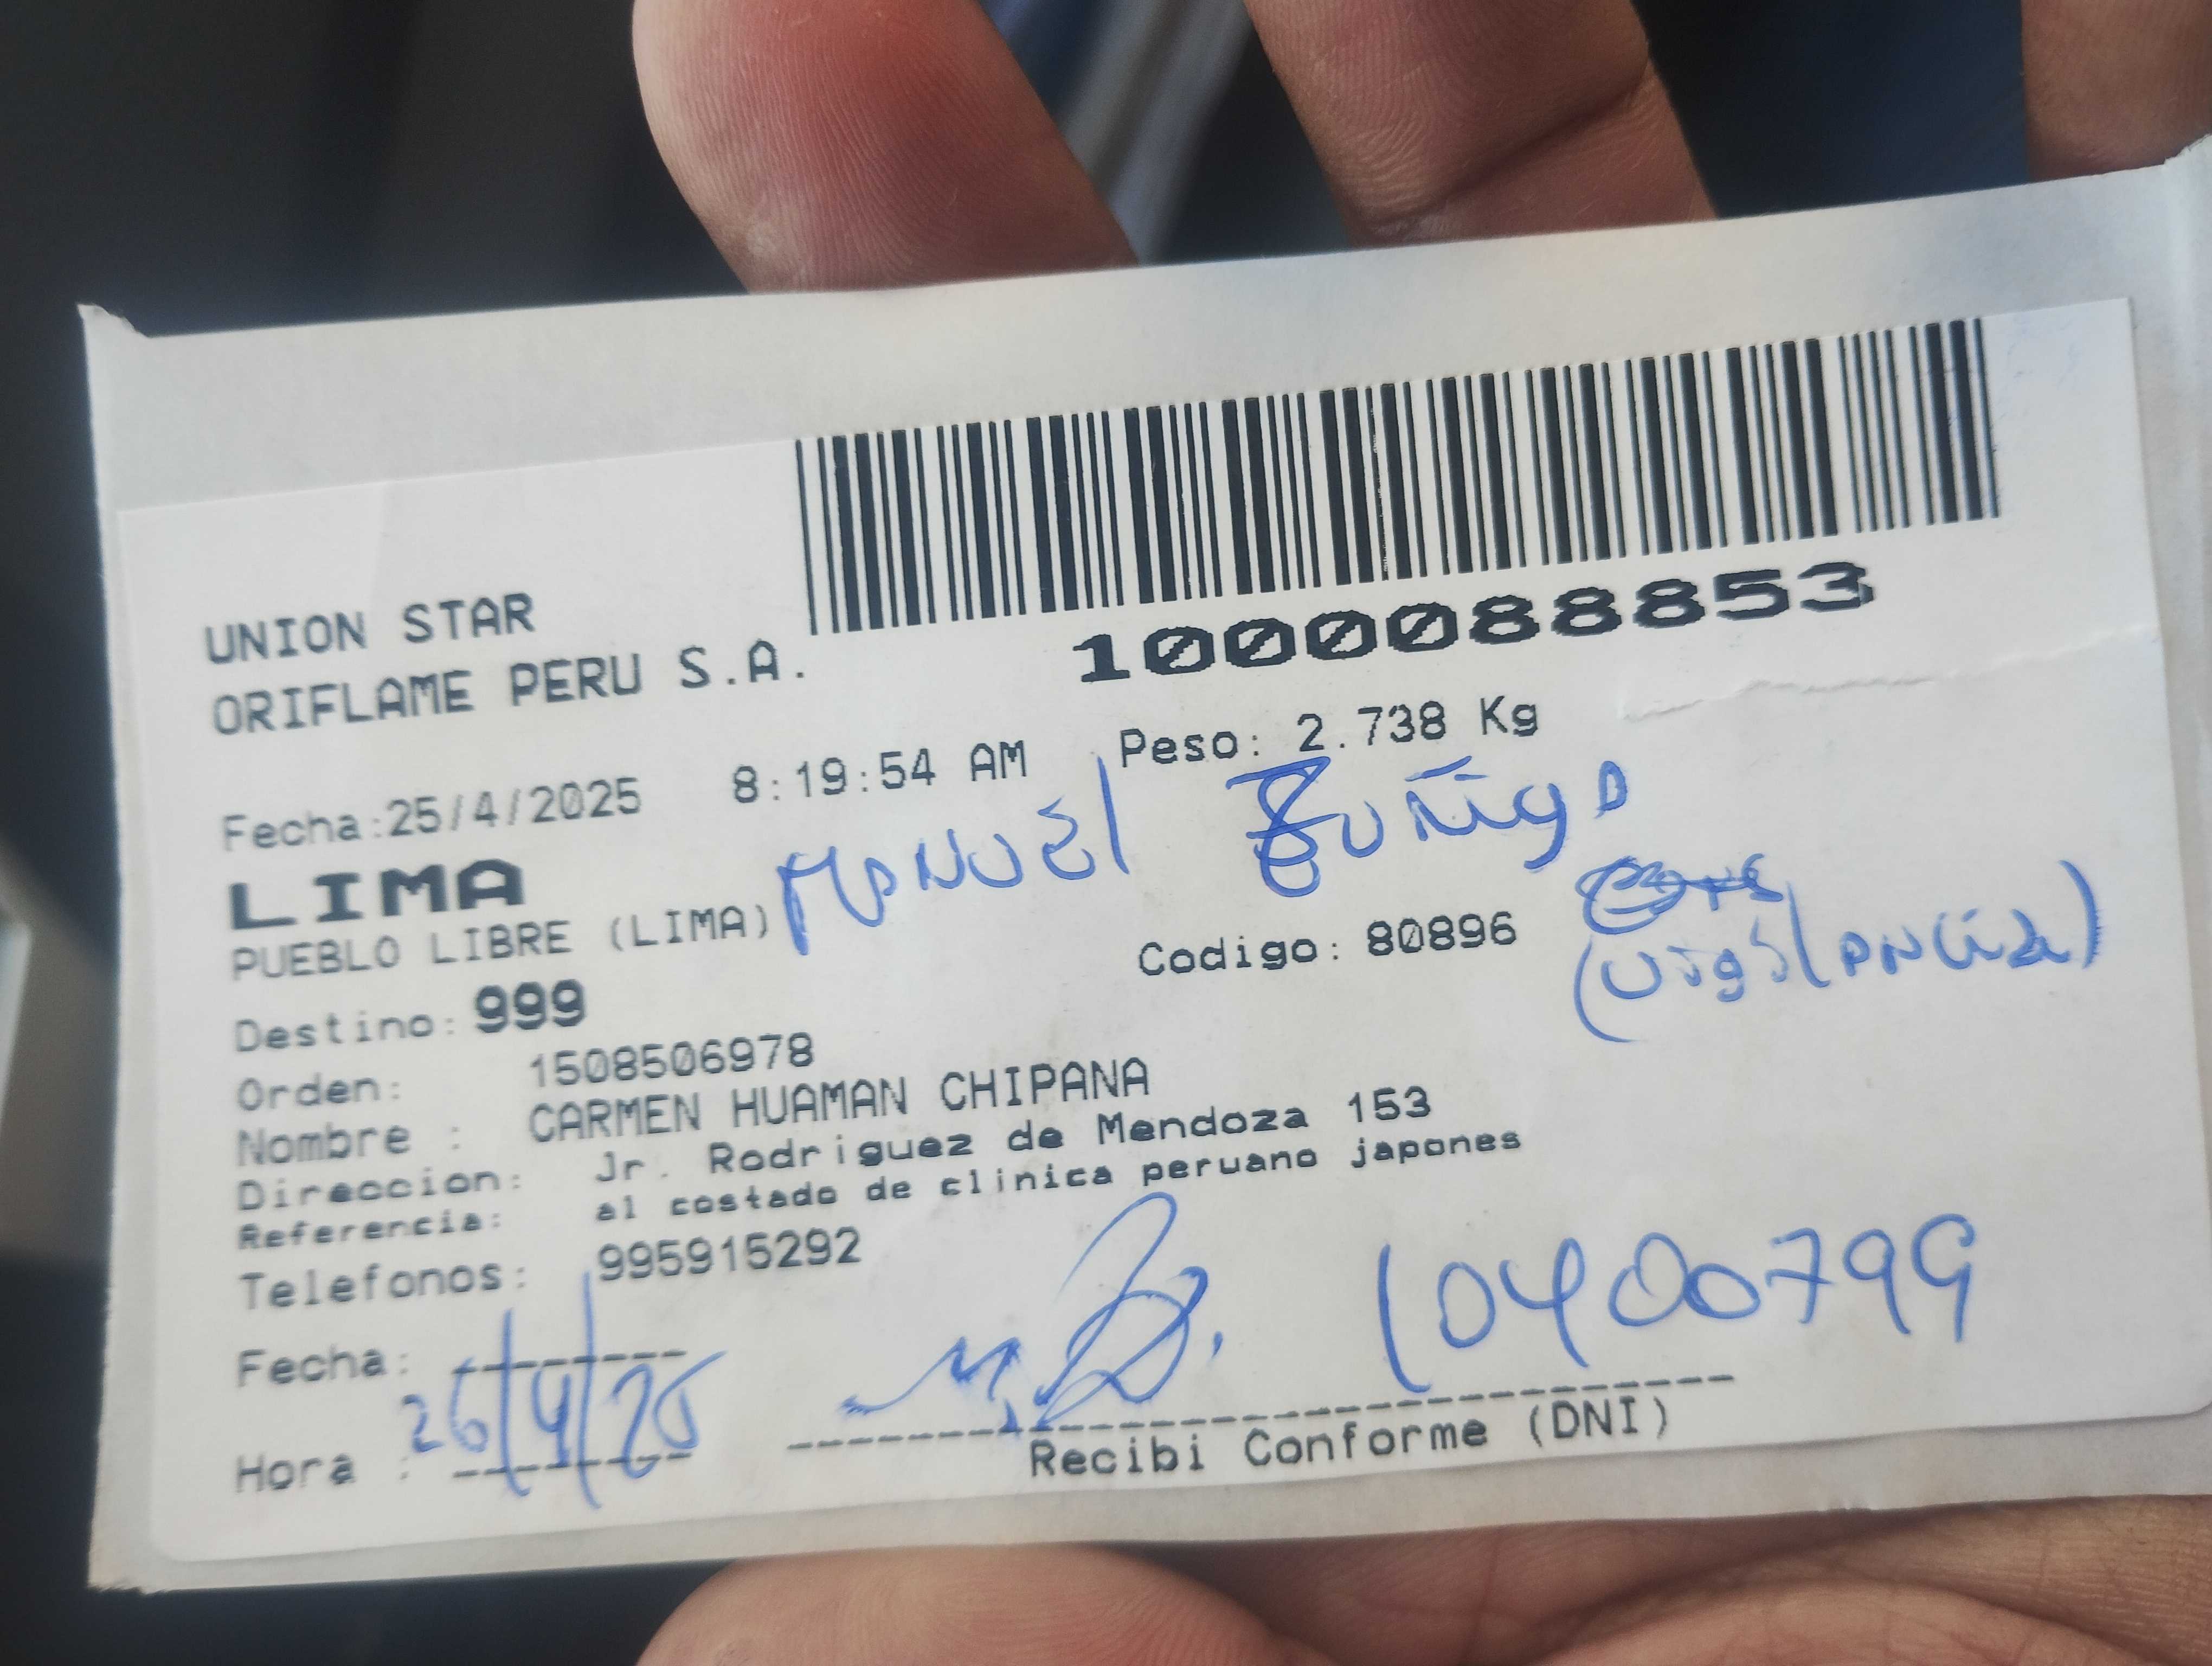 1000088853
UNION STAR
ORIFLAME PERU S.A.
Fecha:25/4/2025 8:19:54 AM Peso: 2.738 Kg
Manuel Zuñiga
LIMA
PUEBLO LIBRE (LIMA)
Codigo: 80896
(Vigilancia)
Destino: 999
Orden: 1508506978
Nombre : CARMEN HUAMAN CHIPANA
Direccion: Jr. Rodriguez de Mendoza 153
Referencia: al costado de clinica peruano japones
Telefonos: 995915292
Fecha:
26/4/25
10400799
Hora :
Recibi Conforme (DNI)